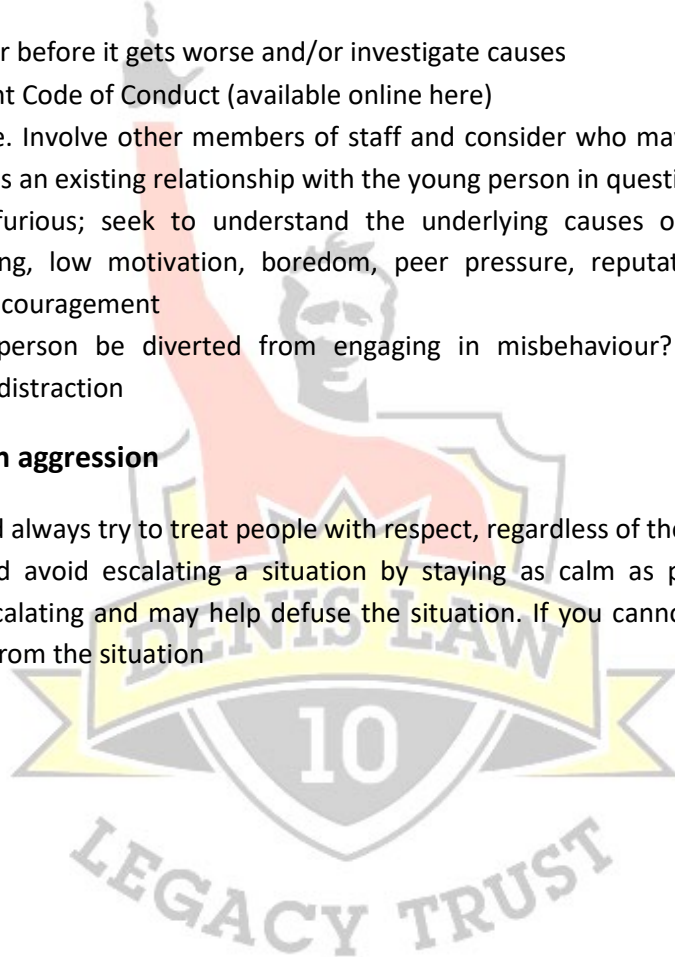 r before it gets worse and/or investigate causes
nt Code of Conduct (available online here)
e. Involve other members of staff and consider who ma
s an existing relationship with the young person in questi
furious; seek to understand the underlying causes o
ng, low motivation, boredom, peer pressure, reputat
couragement
person be diverted from engaging in misbehaviour?
distraction
n aggression
d always try to treat people with respect, regardless of the
d avoid escalating a situation by staying as calm as p
calating and may help defuse the situation. If you canno
from the situation
DENIS LAW
10
LEGACY TRUST